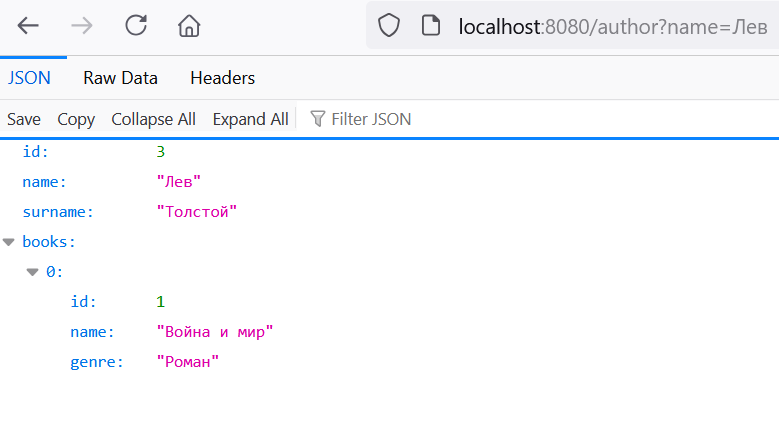 localhost:8080/author?name=Лев
JSON Raw Data Headers
Save Copy Collapse All Expand All Filter JSON
id: 3
name: "Лев"
surname: "Толстой"
books:
0:
id: 1
name: "Война и мир"
genre: "Роман"